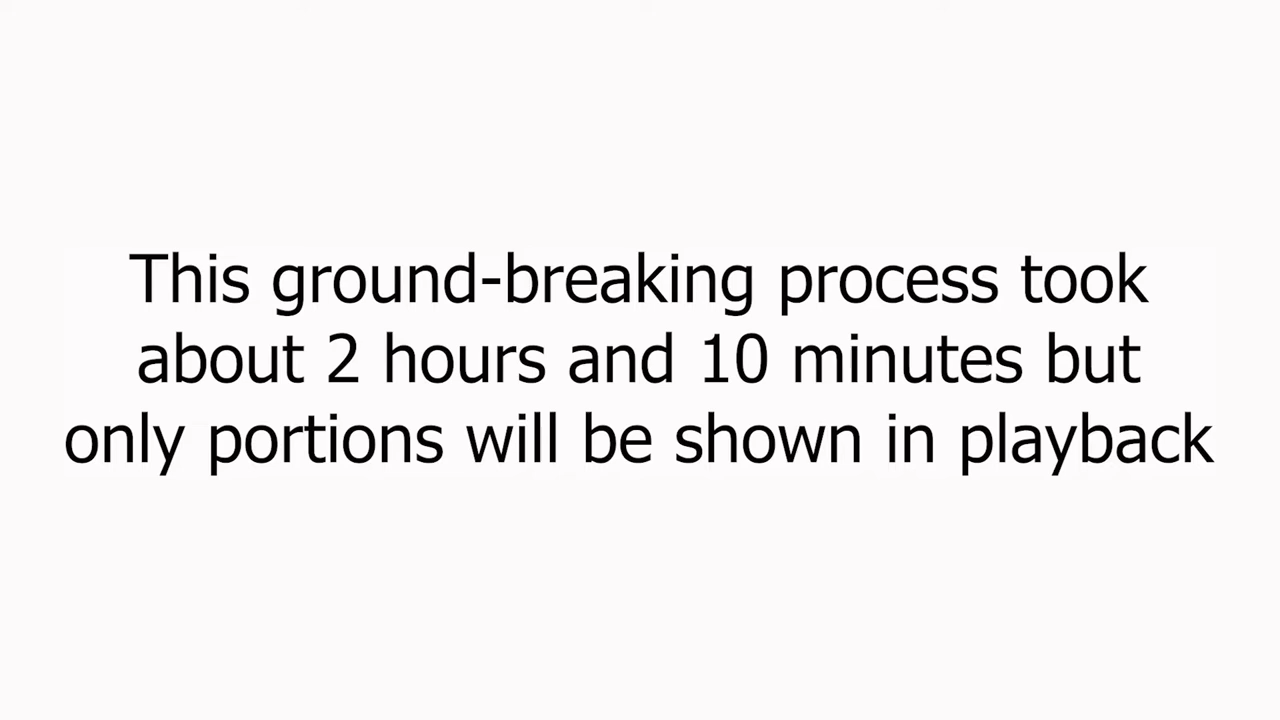 This ground-breaking process took
about 2 hours and 10 minutes but
only portions will be shown in playback